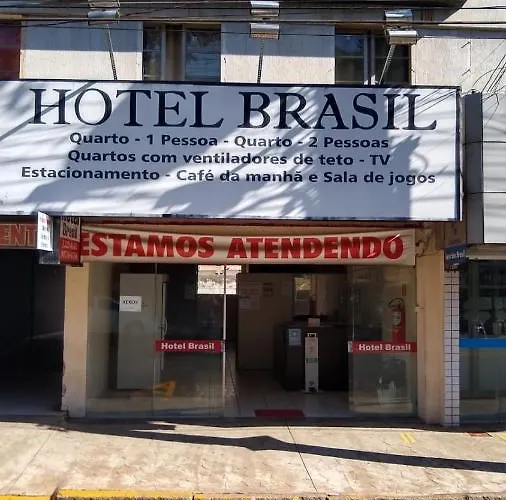 HOTEL BRASIL
Quarto - 1 Pessoa - Quarto - 2 Pessoas
Quartos com ventiladores de teto - TV
Estacionamento - Café da manhã e Sala de jogos
ESTAMOS ATENDENDO
Hotel Brasil
Hotel Brasil